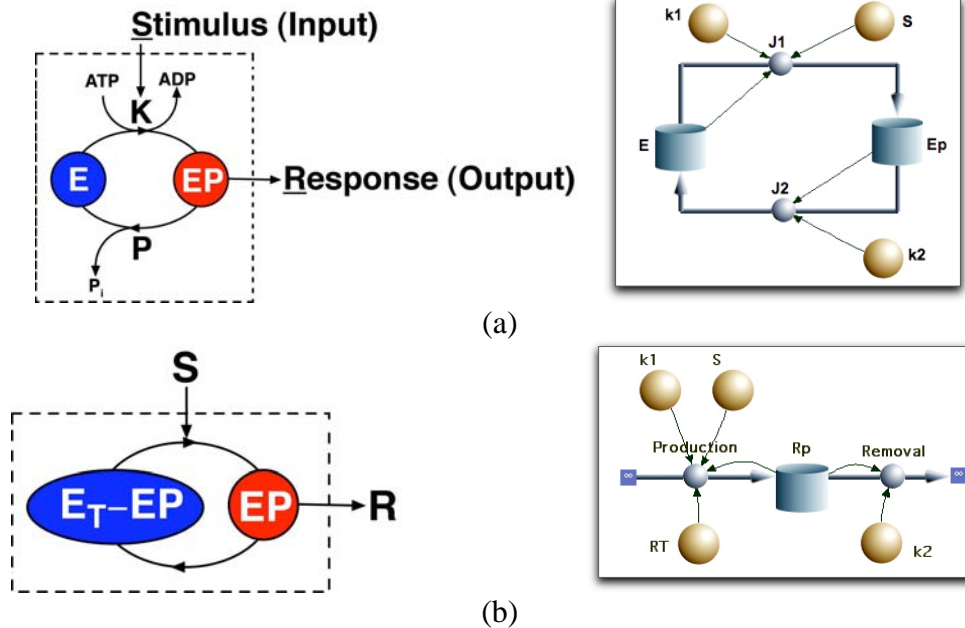 Stimulus (Input)
ATP
ADP
K
E
EP
Response (Output)
P
Pi
k1
S
J1
E
Ep
J2
k2
(a)
S
ET–EP
EP
R
k1
S
Production
Rp
Removal
∞
∞
RT
k2
(b)